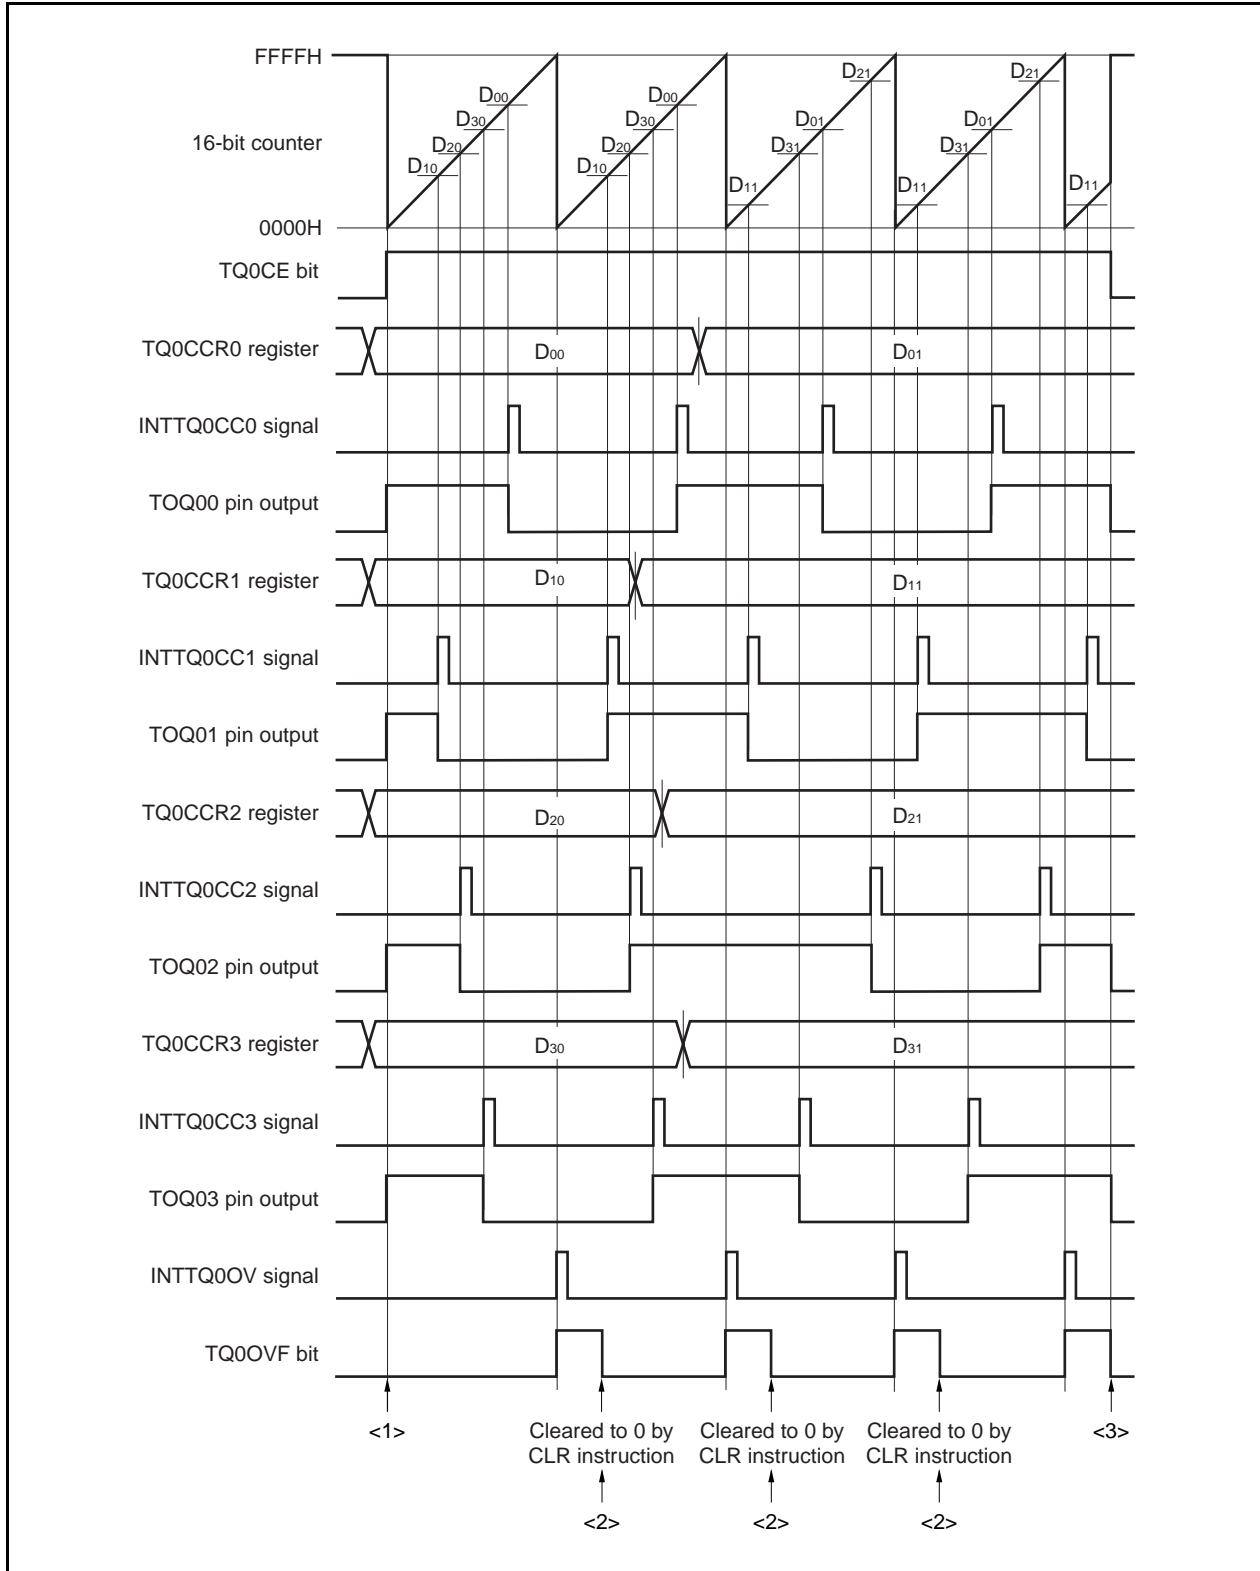 FFFFH
16-bit counter
0000H
D10
D20
D30
D00
D10
D20
D30
D00
D11
D31
D01
D21
D11
D31
D01
D21
D11
TQ0CE bit
TQ0CCR0 register
D00
D01
INTTQ0CC0 signal
TOQ00 pin output
TQ0CCR1 register
D10
D11
INTTQ0CC1 signal
TOQ01 pin output
TQ0CCR2 register
D20
D21
INTTQ0CC2 signal
TOQ02 pin output
TQ0CCR3 register
D30
D31
INTTQ0CC3 signal
TOQ03 pin output
INTTQ0OV signal
TQ0OVF bit
<1>
Cleared to 0 by
CLR instruction
<2>
Cleared to 0 by
CLR instruction
<2>
Cleared to 0 by
CLR instruction
<2>
<3>